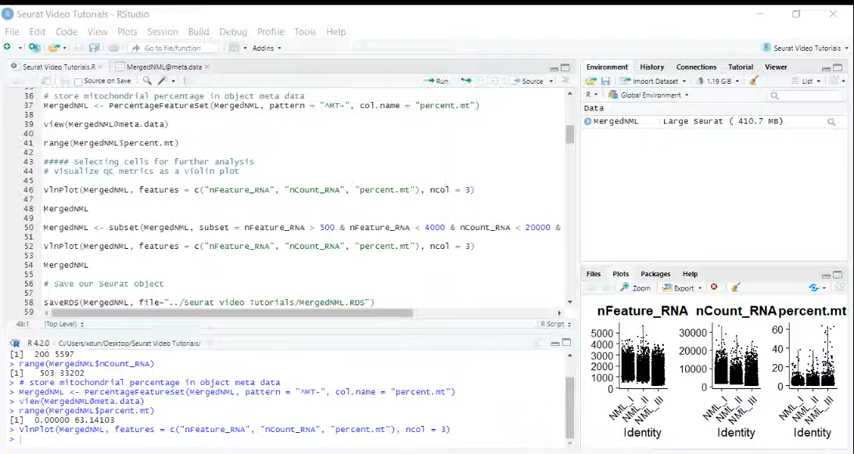 Seurat Video Tutorials - RStudio
File Edit Code View Plots Session Build Debug Profile Tools Help
Go to file/function Addins Seurat Video Tutorials
Seurat Video Tutorials.R MergedNML@meta.data
Source on Save Run Source
36 # store mitochondrial percentage in object meta data
37 MergedNML <- PercentageFeatureSet(MergedNML, pattern = "^MT-", col.name = "percent.mt")
38
39 view(MergedNML@meta.data)
40
41 range(MergedNML$percent.mt)
42
43 ##### Selecting cells for further analysis
44 # Visualize QC metrics as a violin plot
45
46 VlnPlot(MergedNML, features = c("nFeature_RNA", "nCount_RNA", "percent.mt"), ncol = 3)
47
48 MergedNML
49
50 MergedNML <- subset(MergedNML, subset = nFeature_RNA > 500 & nFeature_RNA < 4000 & nCount_RNA < 20000 &
51
52 VlnPlot(MergedNML, features = c("nFeature_RNA", "nCount_RNA", "percent.mt"), ncol = 3)
53
54 MergedNML
55
56 # Save our Seurat object
57
58 saveRDS(MergedNML, file="../Seurat video Tutorials/MergedNML.RDS")
59
48:1 (Top Level) R Script
R 4.2.0 · C:/Users/xdun/Desktop/Seurat Video Tutorials/
[1] 200 5597
> range(MergedNML$nCount_RNA)
[1] 503 33202
> # store mitochondrial percentage in object meta data
> MergedNML <- PercentageFeatureSet(MergedNML, pattern = "^MT-", col.name = "percent.mt")
> view(MergedNML@meta.data)
> range(MergedNML$percent.mt)
[1] 0.00000 63.14103
> VlnPlot(MergedNML, features = c("nFeature_RNA", "nCount_RNA", "percent.mt"), ncol = 3)
>
Environment History Connections Tutorial Viewer
Import Dataset 1.19 GiB List
R Global Environment
Data
MergedNML Large Seurat ( 410.7 MB)
Files Plots Packages Help
Zoom Export
nFeature_RNA nCount_RNA percent.mt
5000
4000
3000
2000
1000
0
30000
20000
10000
0
60
40
20
0
NML_I NML_II NML_III
NML_I NML_II NML_III
NML_I NML_II NML_III
Identity Identity Identity